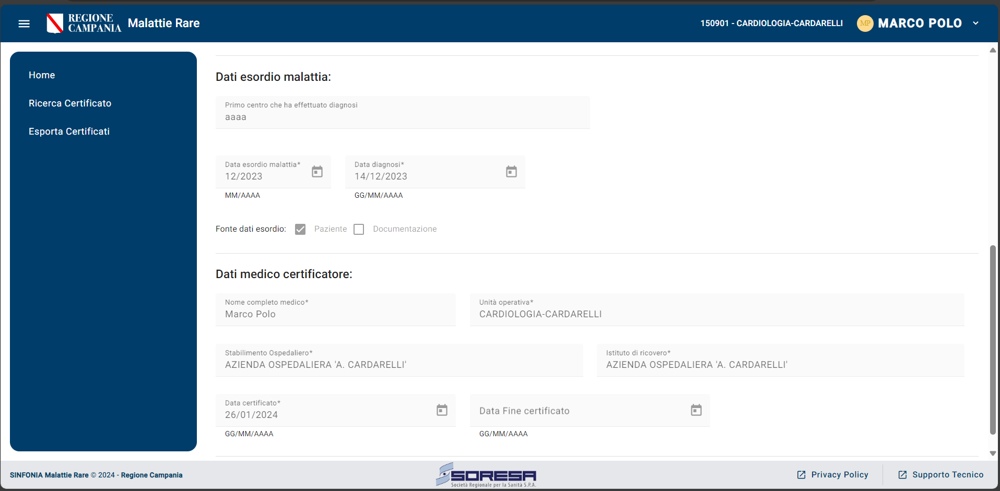 REGIONE
CAMPANIA
Malattie Rare
150901 - CARDIOLOGIA-CARDARELLI
MP
MARCO POLO
Home
Ricerca Certificato
Esporta Certificati
Dati esordio malattia:
Primo centro che ha effettuato diagnosi
aaaa
Data esordio malattia*
12/2023
MM/AAAA
Data diagnosi*
14/12/2023
GG/MM/AAAA
Fonte dati esordio: Paziente Documentazione
Dati medico certificatore:
Nome completo medico*
Marco Polo
Unità operativa*
CARDIOLOGIA-CARDARELLI
Stabilimento Ospedaliero*
AZIENDA OSPEDALIERA 'A. CARDARELLI'
Istituto di ricovero*
AZIENDA OSPEDALIERA 'A. CARDARELLI'
Data certificato*
26/01/2024
GG/MM/AAAA
Data Fine certificato
GG/MM/AAAA
SINFONIA Malattie Rare © 2024 - Regione Campania
SORESA
Società Regionale per la Sanità S.P.A.
Privacy Policy
Supporto Tecnico